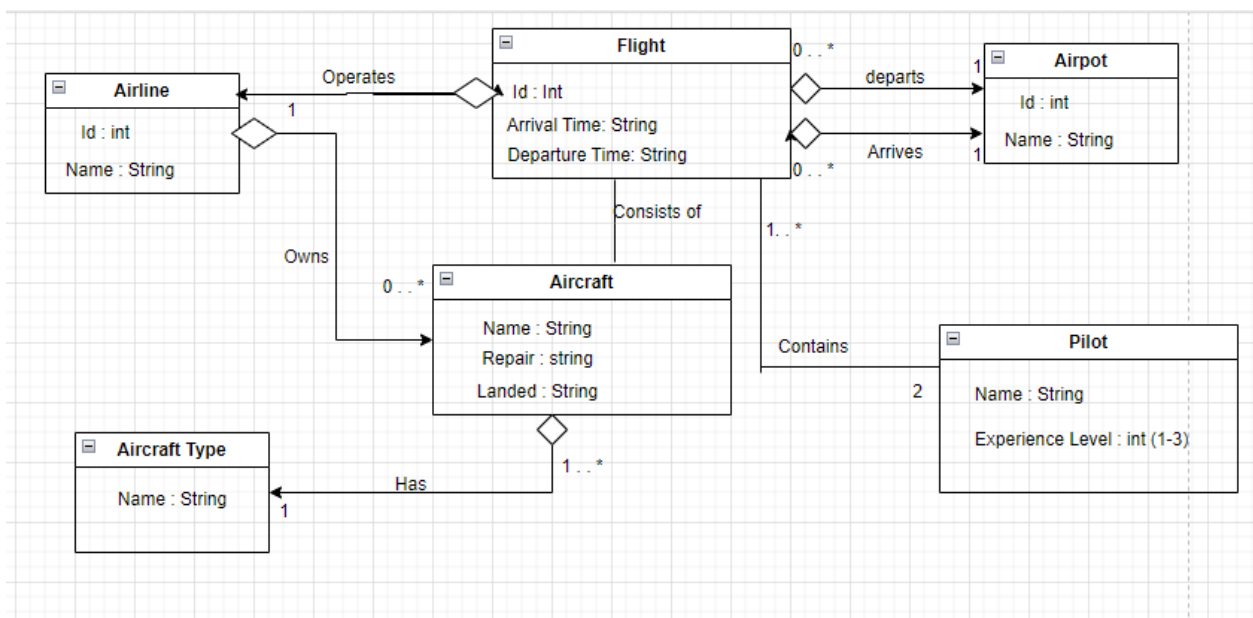 Flight
Id : Int
Arrival Time: String
Departure Time: String
0 . . *
0 . . *
departs
1
Arrives
1
Airpot
Id : int
Name : String
Operates
1
Airline
Id : int
Name : String
Owns
0 . . *
Consists of
1. . *
Aircraft
Name : String
Repair : string
Landed : String
Contains
2
Pilot
Name : String
Experience Level : int (1-3)
Aircraft Type
Name : String
Has
1
1 . . *